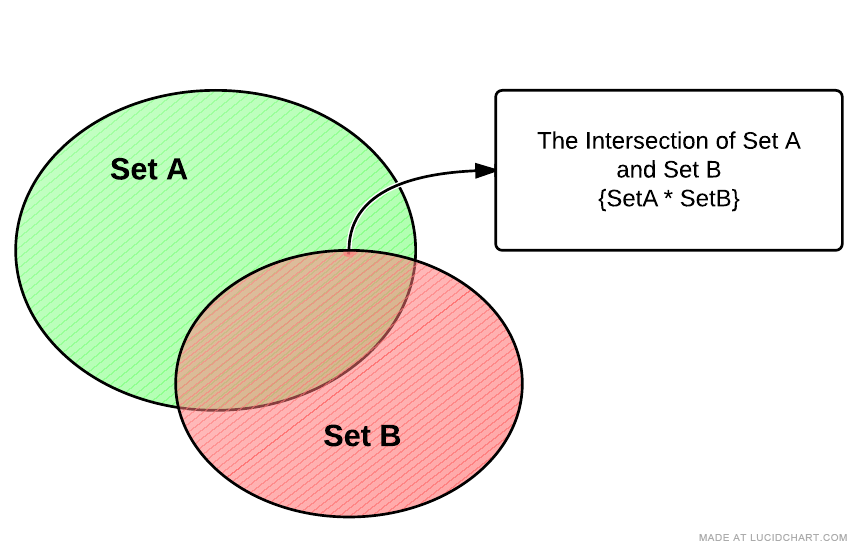 Set A
The Intersection of Set A
and Set B
{SetA * SetB}
Set B
MADE AT LUCIDCHART.COM